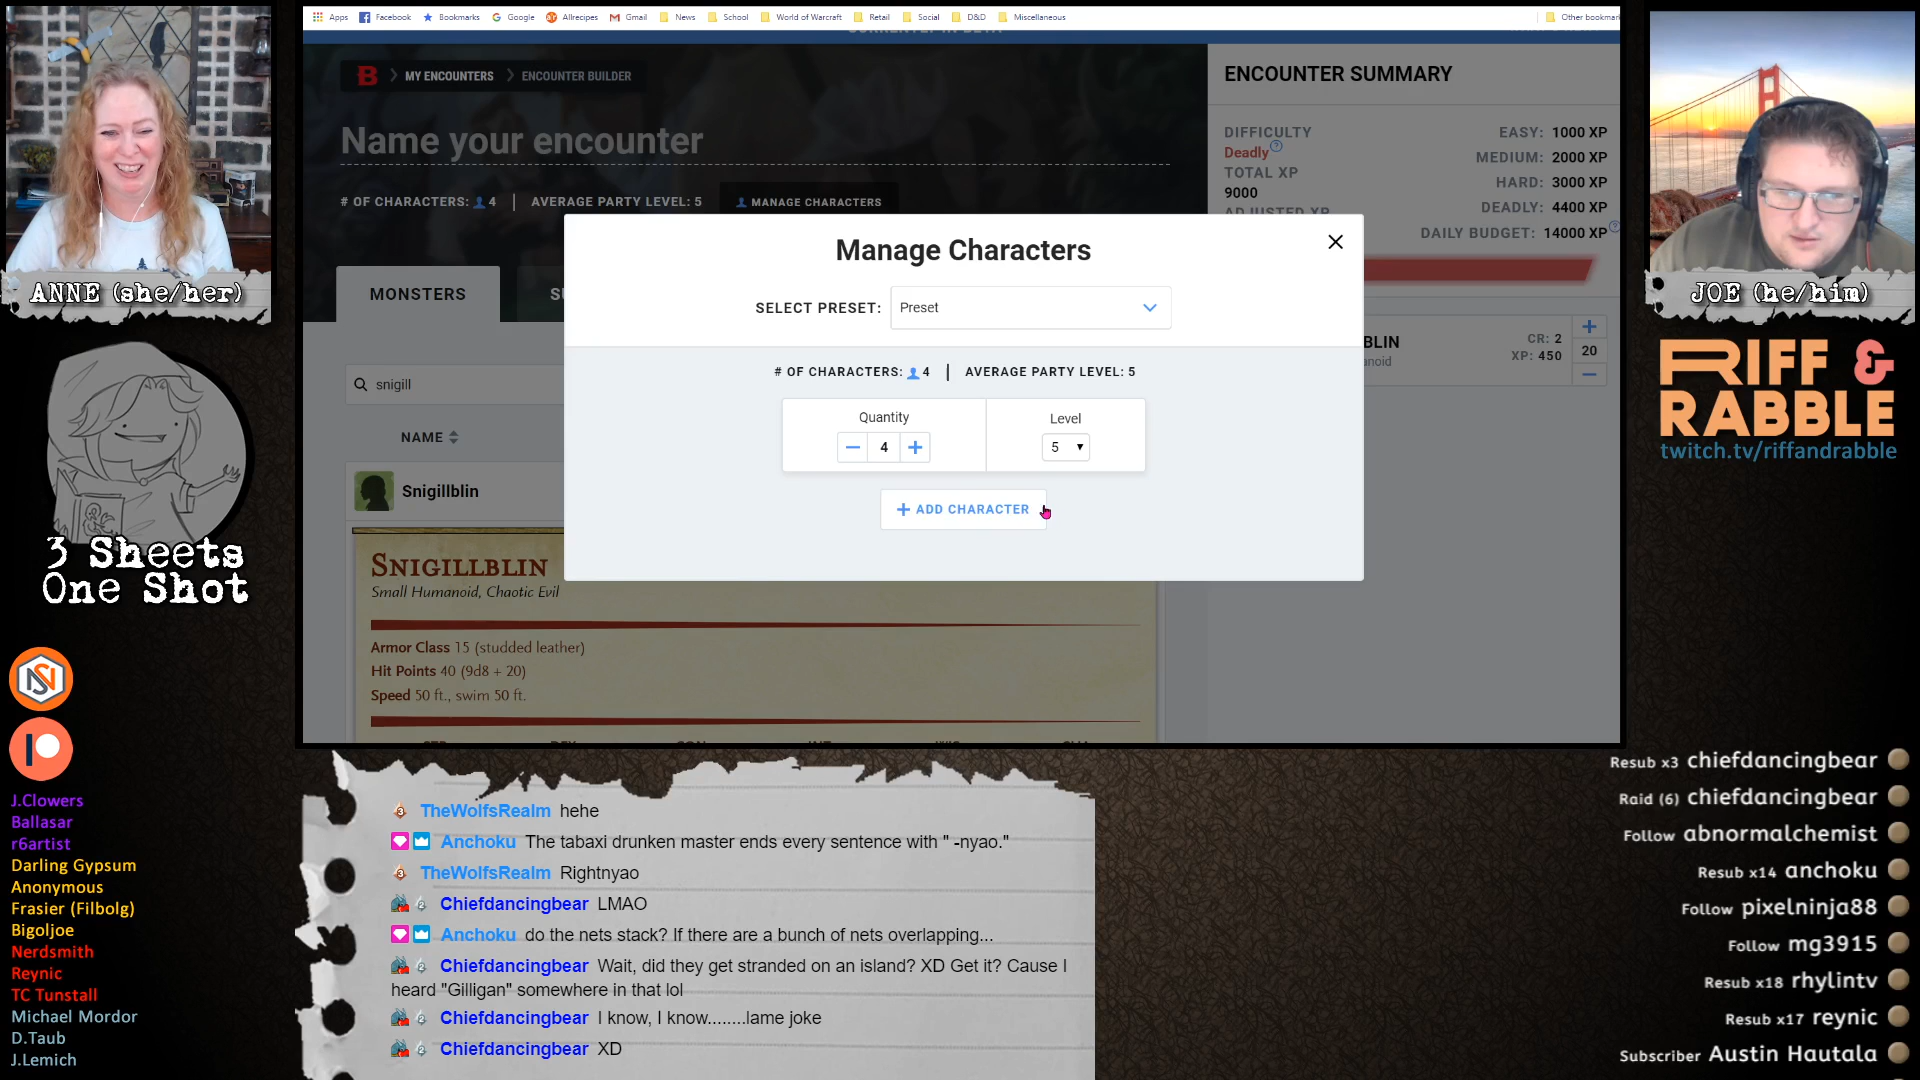 Apps Facebook Bookmarks Google Allrecipes Gmail News School World of Warcraft Retail Social D&D Miscellaneous
B MY ENCOUNTERS ENCOUNTER BUILDER
Name your encounter
# OF CHARACTERS: 4 | AVERAGE PARTY LEVEL: 5 MANAGE CHARACTERS
MONSTERS
snigill
NAME
Snigillblin
SNIGILLBLIN
Small Humanoid, Chaotic Evil
Armor Class 15 (studded leather)
Hit Points 40 (9d8 + 20)
Speed 50 ft., swim 50 ft.
ENCOUNTER SUMMARY
DIFFICULTY
Deadly
TOTAL XP
9000
ADJUSTED XP
EASY: 1000 XP
MEDIUM: 2000 XP
HARD: 3000 XP
DEADLY: 4400 XP
DAILY BUDGET: 14000 XP
BLIN
CR: 2
XP: 450
20
Manage Characters
SELECT PRESET: Preset
# OF CHARACTERS: 4 | AVERAGE PARTY LEVEL: 5
Quantity
4
Level
5
+ ADD CHARACTER
ANNE (she/her)
3 Sheets
One Shot
J.Clowers
Ballasar
r6artist
Darling Gypsum
Anonymous
Frasier (Filbolg)
Bigoljoe
Nerdsmith
Reynic
TC Tunstall
Michael Mordor
D.Taub
J.Lemich
TheWolfsRealm hehe
Anchoku The tabaxi drunken master ends every sentence with " -nyao."
TheWolfsRealm Rightnyao
Chiefdancingbear LMAO
Anchoku do the nets stack? If there are a bunch of nets overlapping...
Chiefdancingbear Wait, did they get stranded on an island? XD Get it? Cause I
heard "Gilligan" somewhere in that lol
Chiefdancingbear I know, I know........lame joke
Chiefdancingbear XD
JOE (he/him)
RIFF &
RABBLE
twitch.tv/riffandrabble
Resub x3 chiefdancingbear
Raid (6) chiefdancingbear
Follow abnormalchemist
Resub x14 anchoku
Follow pixelninja88
Follow mg3915
Resub x18 rhylintv
Resub x17 reynic
Subscriber Austin Hautala